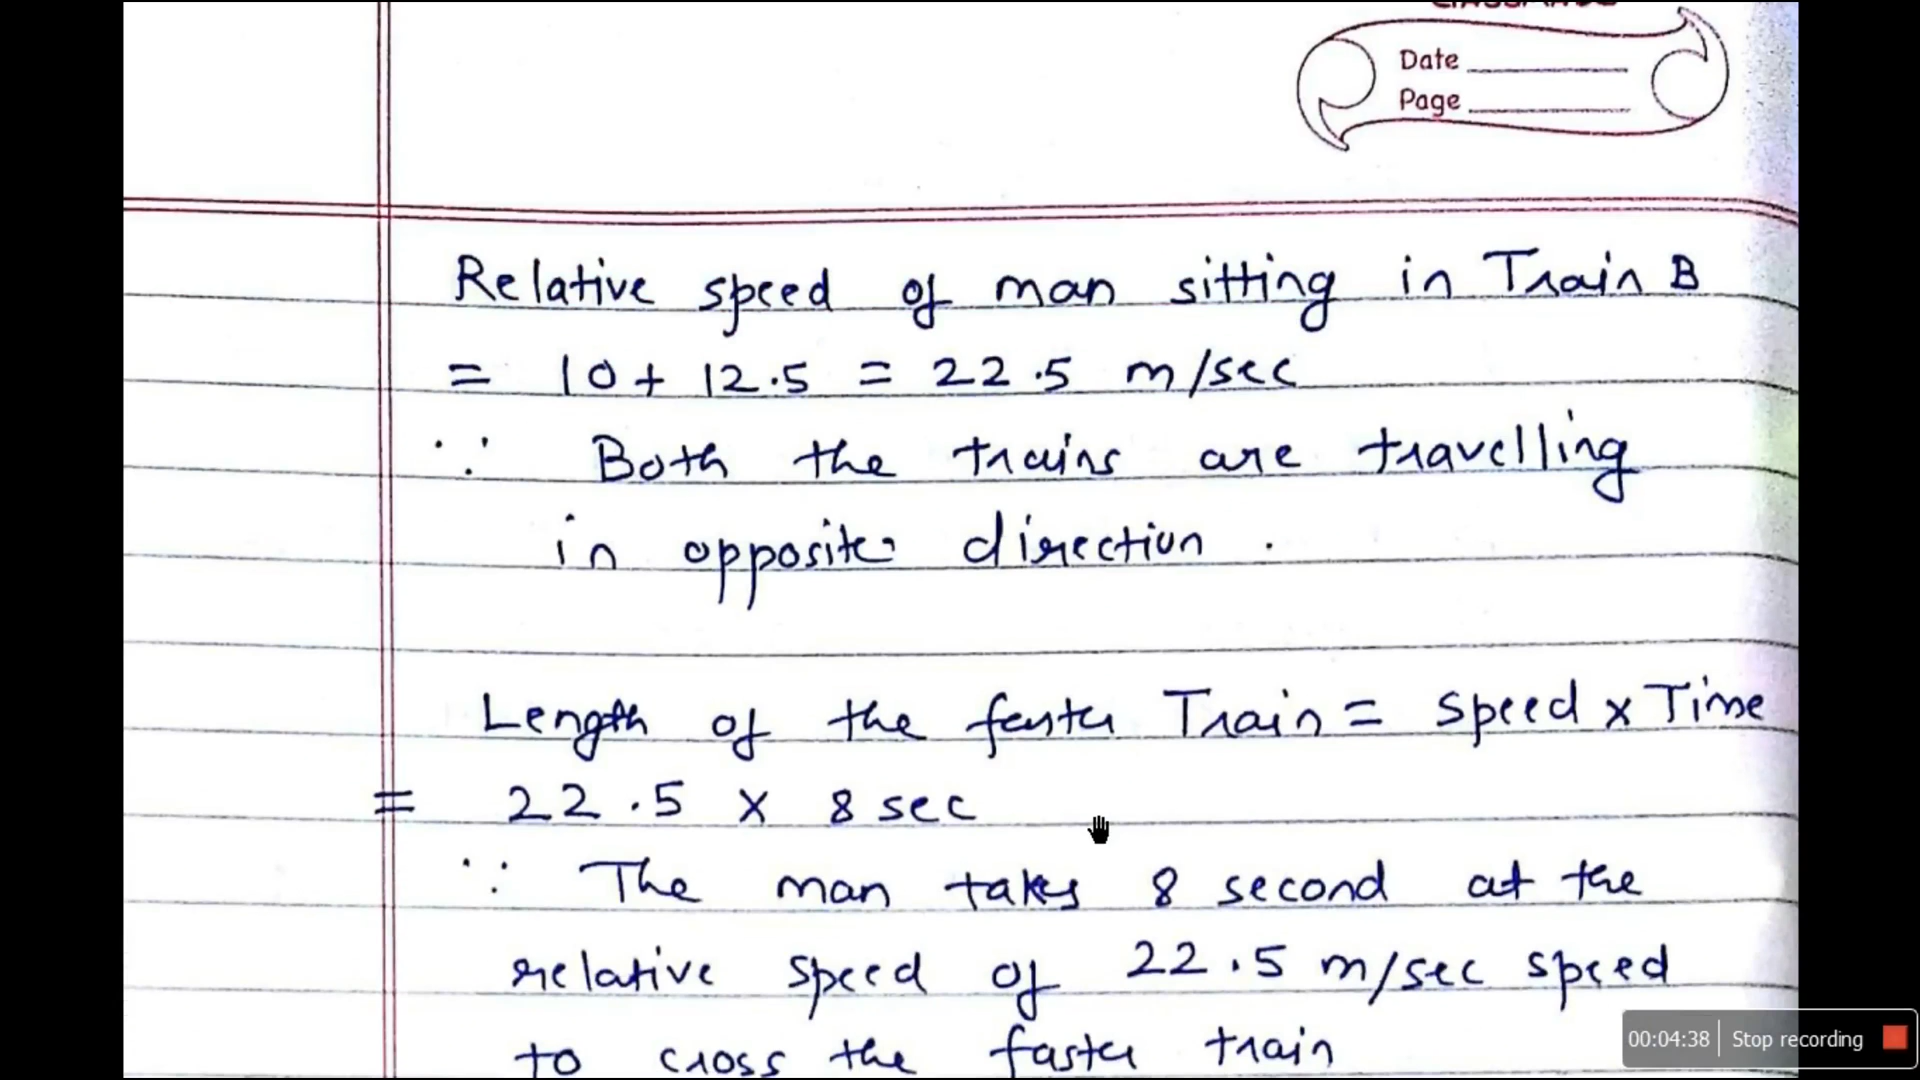 Date
Page
Relative speed of man sitting in Train B
= 10 + 12.5 = 22.5 m/sec
∵ Both the trains are travelling
in opposite direction.
Length of the faster Train = speed x Time
= 22.5 x 8 sec
∵ The man takes 8 second at the
relative speed of 22.5 m/sec speed
to cross the faster train
00:04:38 Stop recording